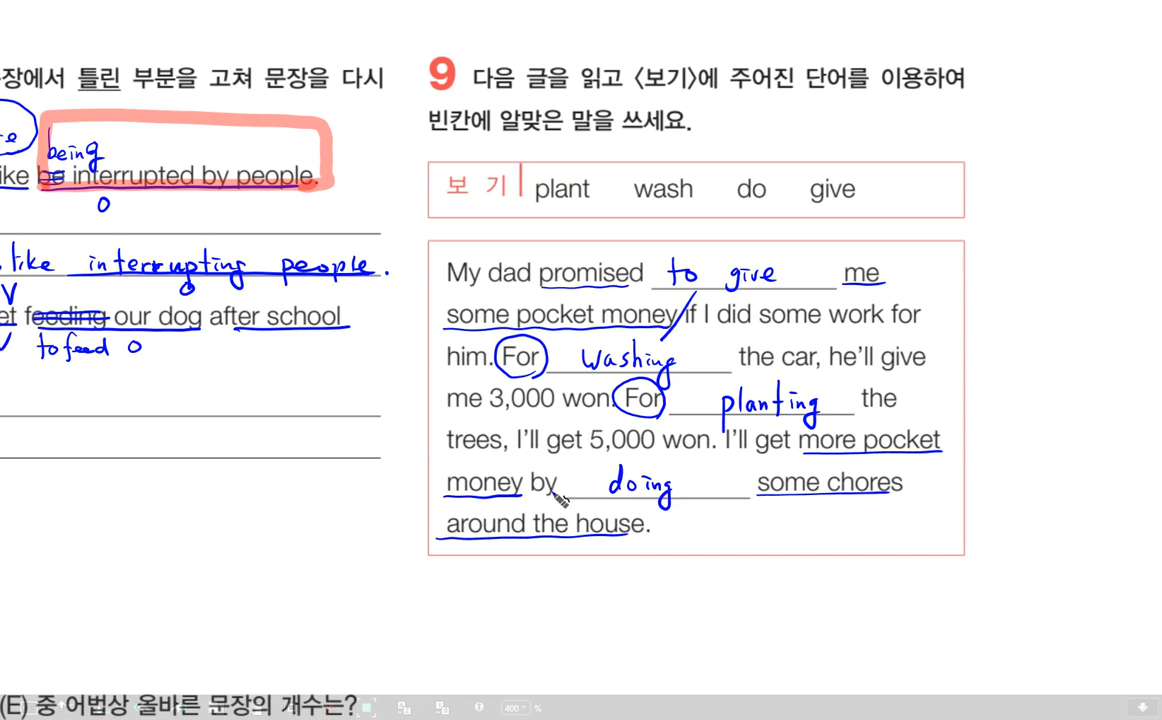 장에서 틀린 부분을 고쳐 문장을 다시
being
ike be interrupted by people.
like interrupting people.
et feeding our dog after school
to feed
9 다음 글을 읽고 〈보기〉에 주어진 단어를 이용하여
빈칸에 알맞은 말을 쓰세요.
보 기 plant wash do give
My dad promised to give me
some pocket money if I did some work for
him. For washing the car, he'll give
me 3,000 won. For planting the
trees, I'll get 5,000 won. I'll get more pocket
money by doing some chores
around the house.
(E) 중 어법상 올바른 문장의 개수는?
400 %